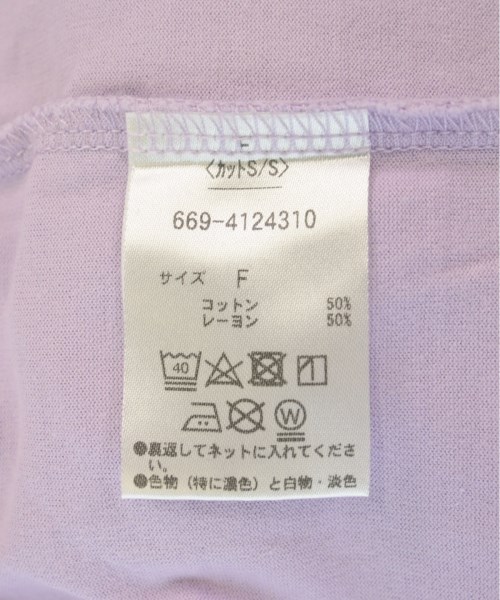 〈カットS/S〉
669-4124310
サイズ F
コットン 50%
レーヨン 50%
40
W
●裏返してネットに入れてくださ
い。
●色物（特に濃色）と白物・淡色